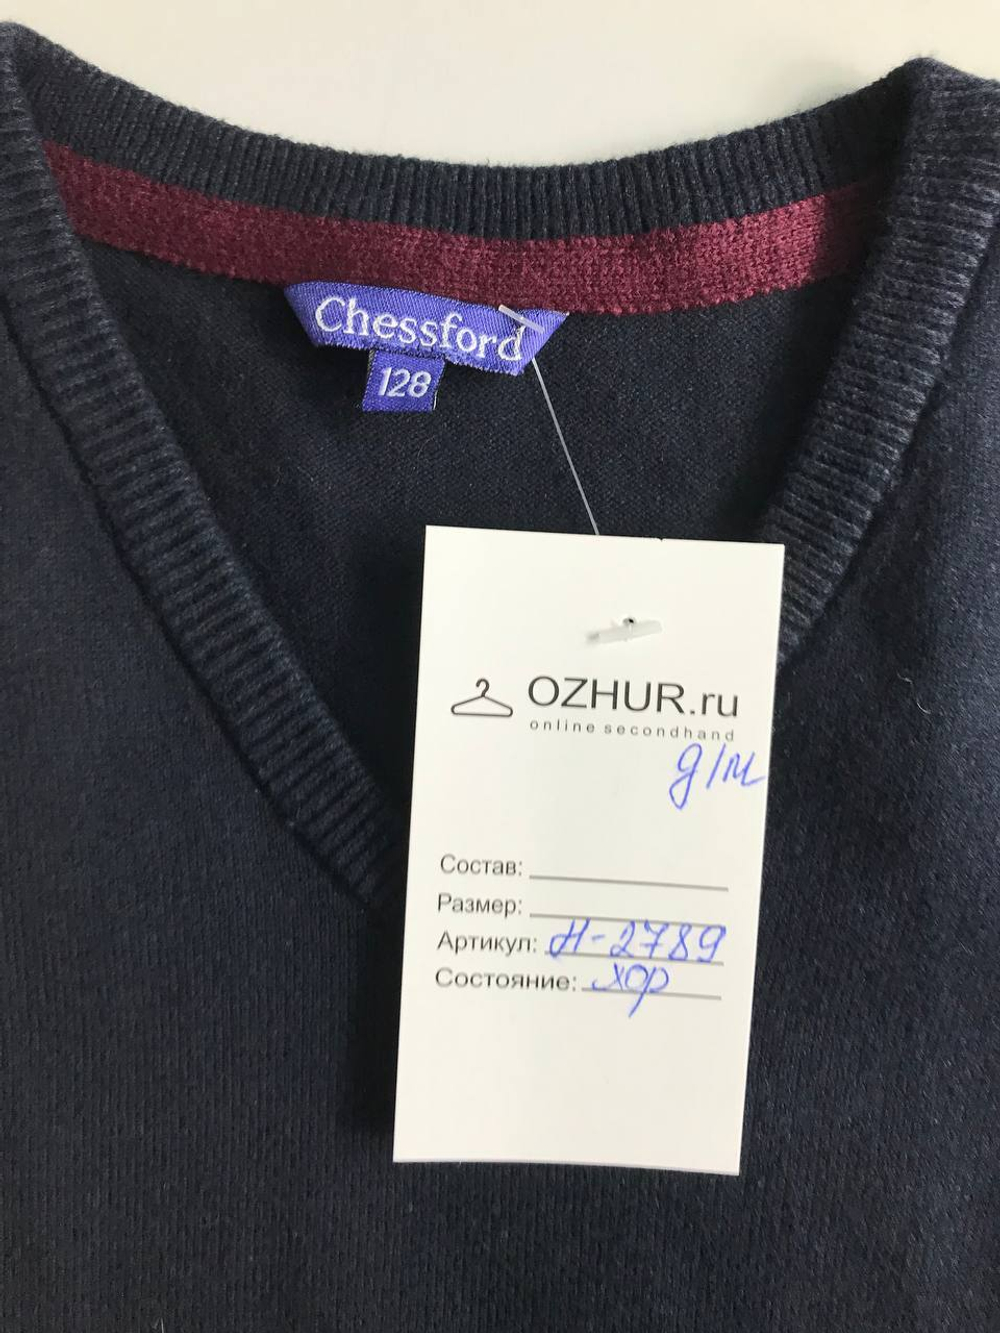 Chessford
128
OZHUR.ru
online secondhand
д/м
Состав:
Размер:
Артикул: Н-2789
Состояние: хор